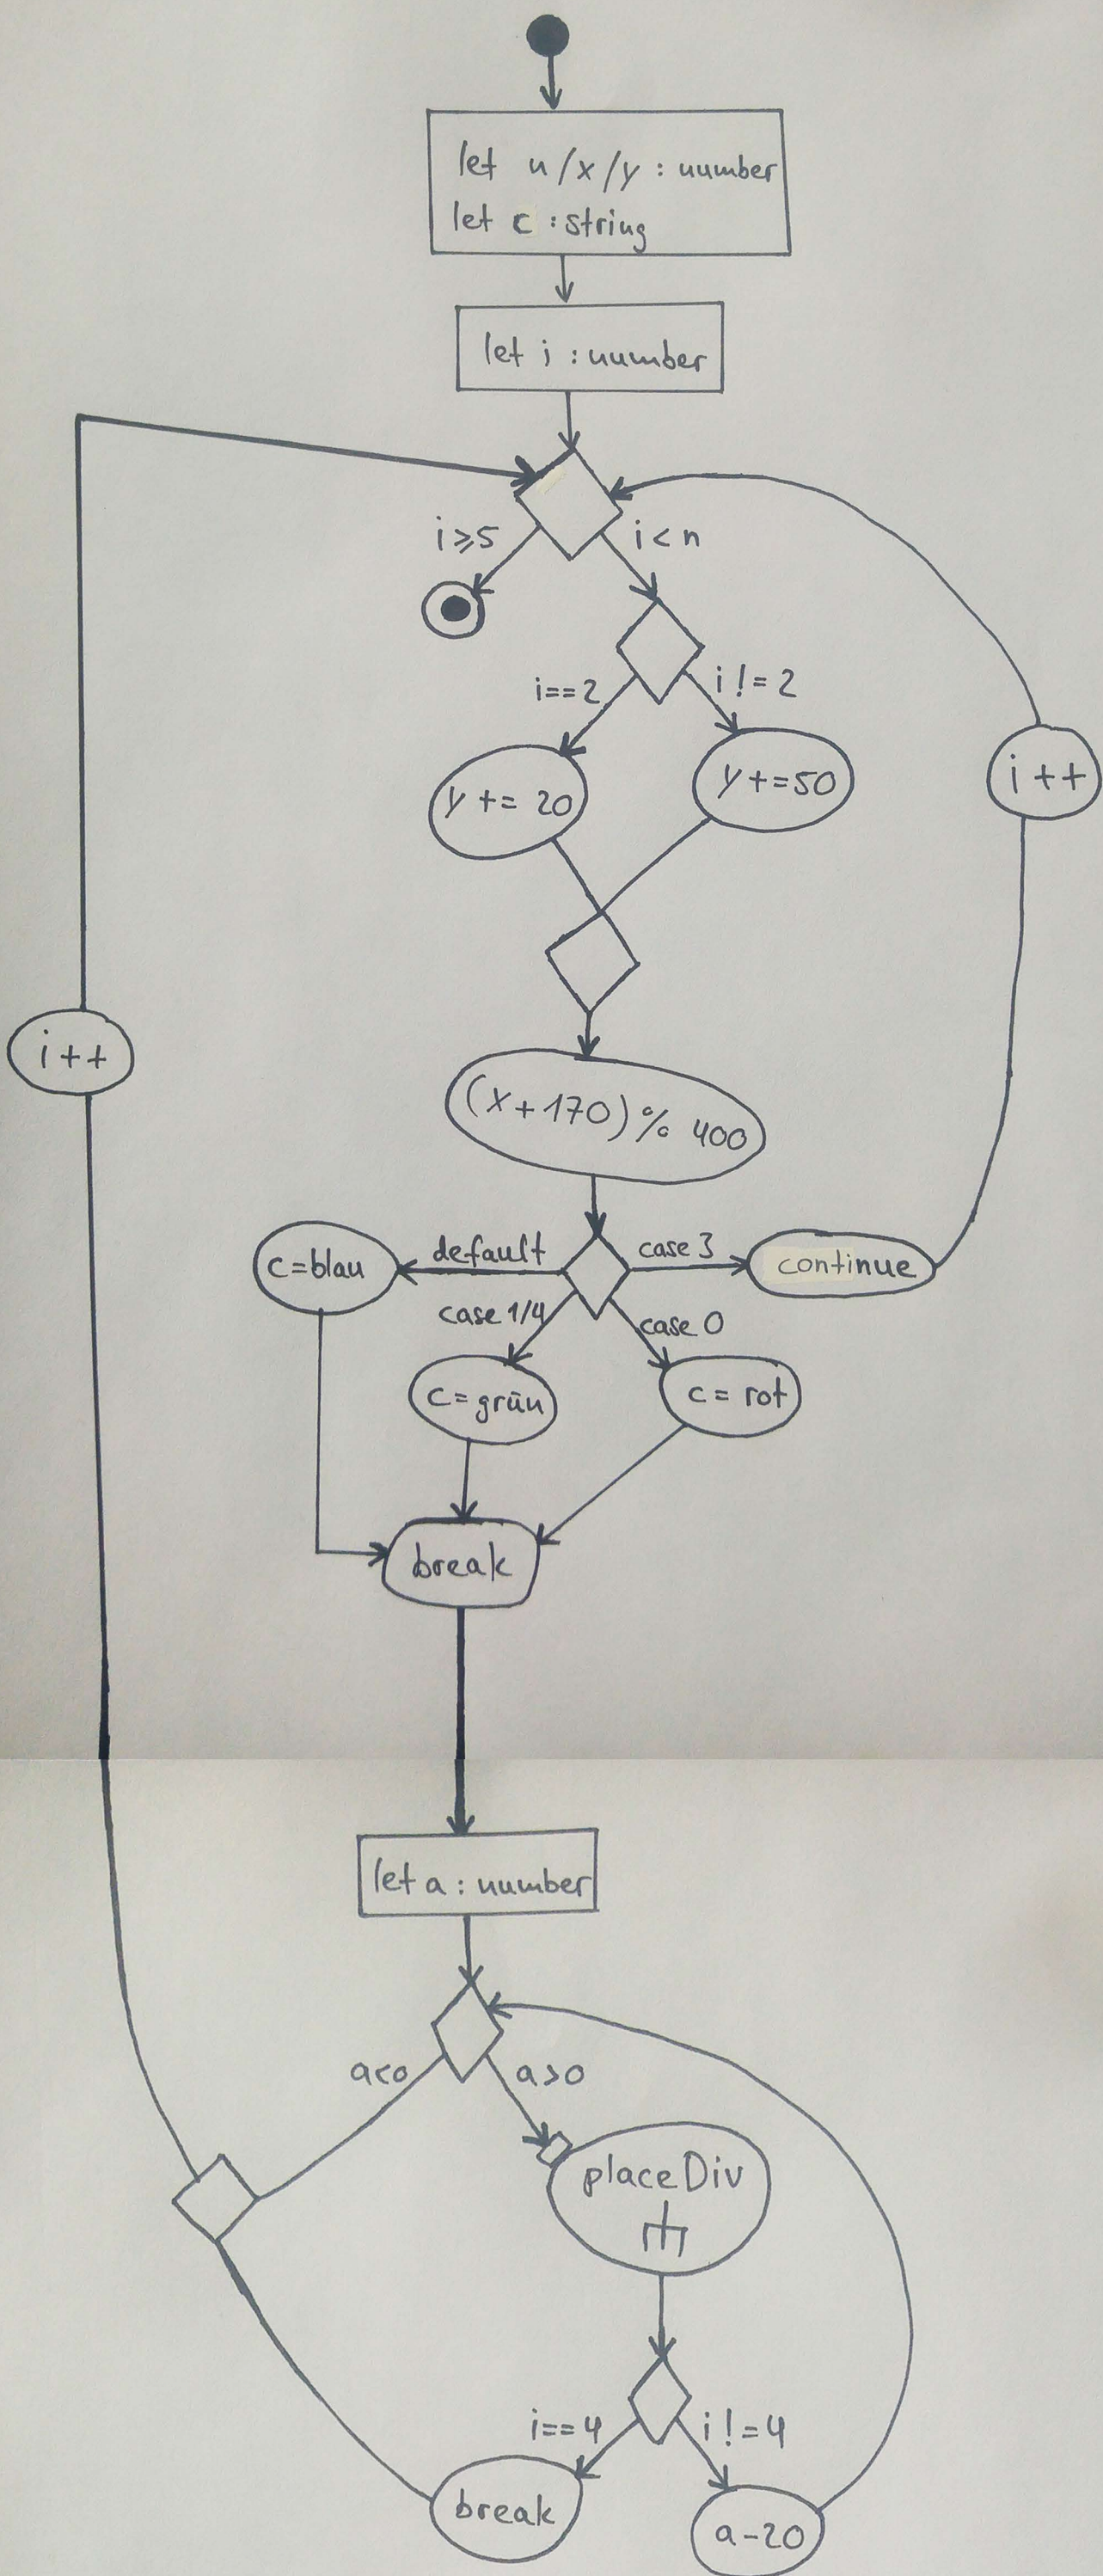 let n/x/y : number
let c : string
let i : number
i≥5
i<n
i==2
i!=2
y += 20
y+=50
i++
i++
(x+170)% 400
default
case 3
c=blau
continue
case 1/4
case 0
c=grün
c= rot
break
let a : number
a<0
a>0
placeDiv
i==4
i!=4
break
a-20